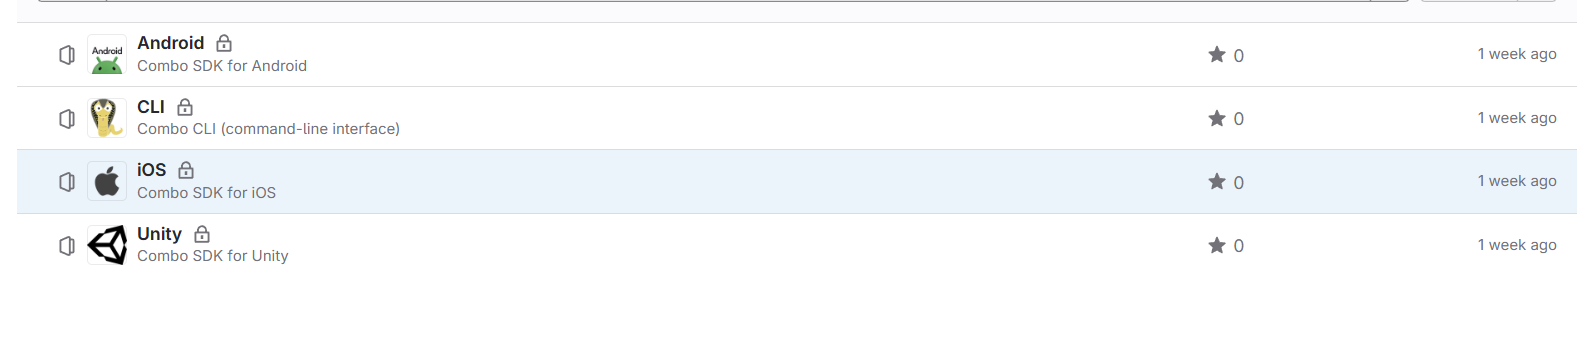 Android
Android
Combo SDK for Android
0
1 week ago
CLI
Combo CLI (command-line interface)
0
1 week ago
iOS
Combo SDK for iOS
0
1 week ago
Unity
Combo SDK for Unity
0
1 week ago